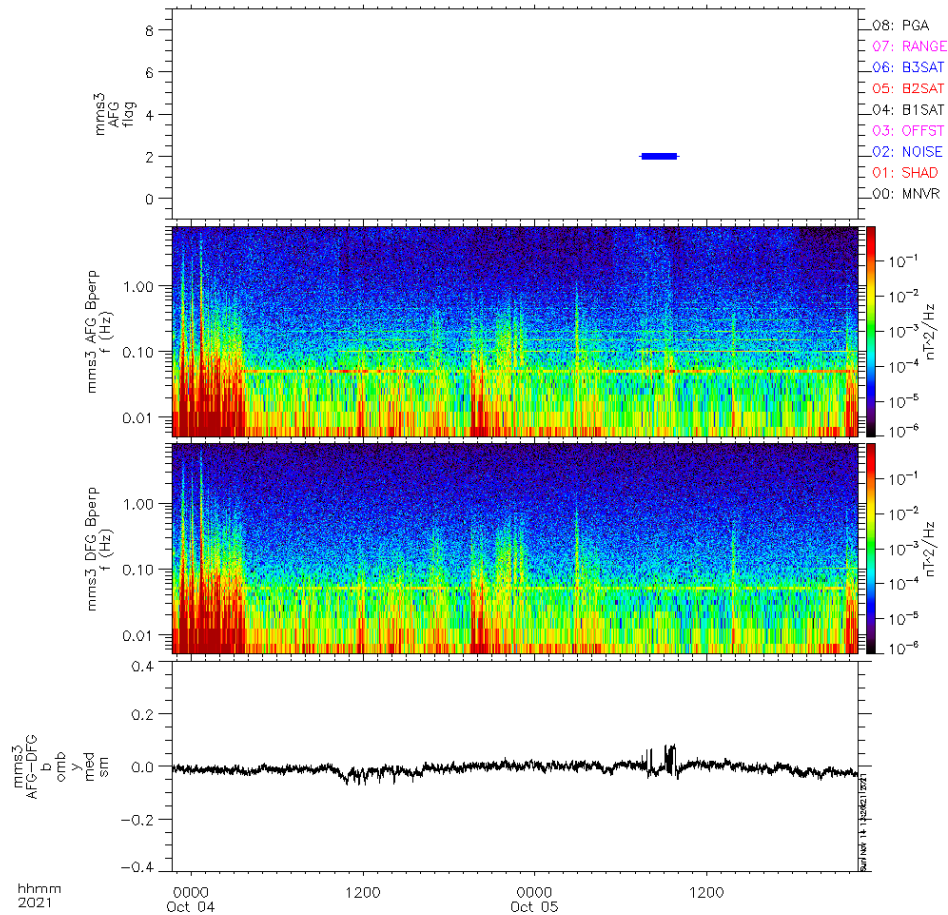 mms3
AFG
flag
8
6
4
2
0
08: PGA
07: RANGE
06: B3SAT
05: B2SAT
04: B1SAT
03: OFFST
02: NOISE
01: SHAD
00: MNVR
mms3 AFG Bperp
f (Hz)
1.00
0.10
0.01
10^-1
10^-2
10^-3
10^-4
10^-5
10^-6
nT^2/Hz
mms3 DFG Bperp
f (Hz)
1.00
0.10
0.01
10^-1
10^-2
10^-3
10^-4
10^-5
10^-6
nT^2/Hz
mms3
AFG-DFG
b
omb
y
med
sm
0.4
0.2
0.0
-0.2
-0.4
hhmm
2021
0000
Oct 04
1200
0000
Oct 05
1200
Sun Nov 14
2021